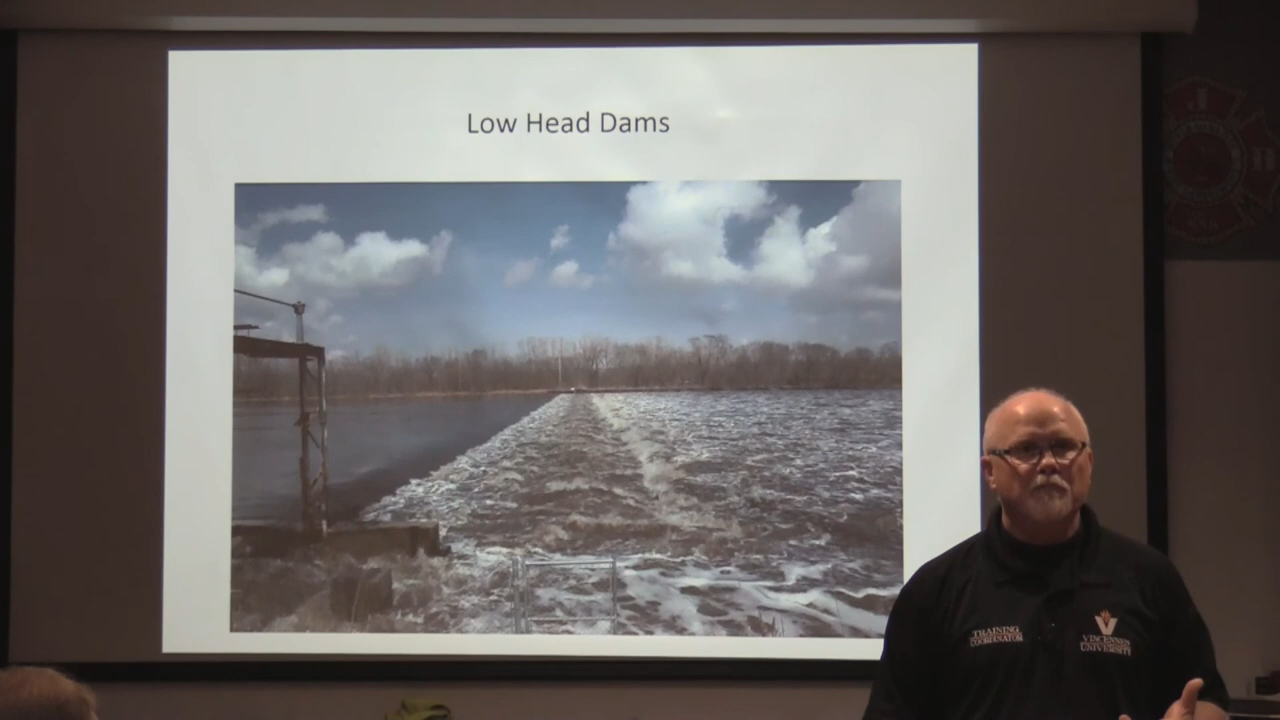 Low Head Dams
TRAINING
COORDINATOR
VINCENNES
UNIVERSITY